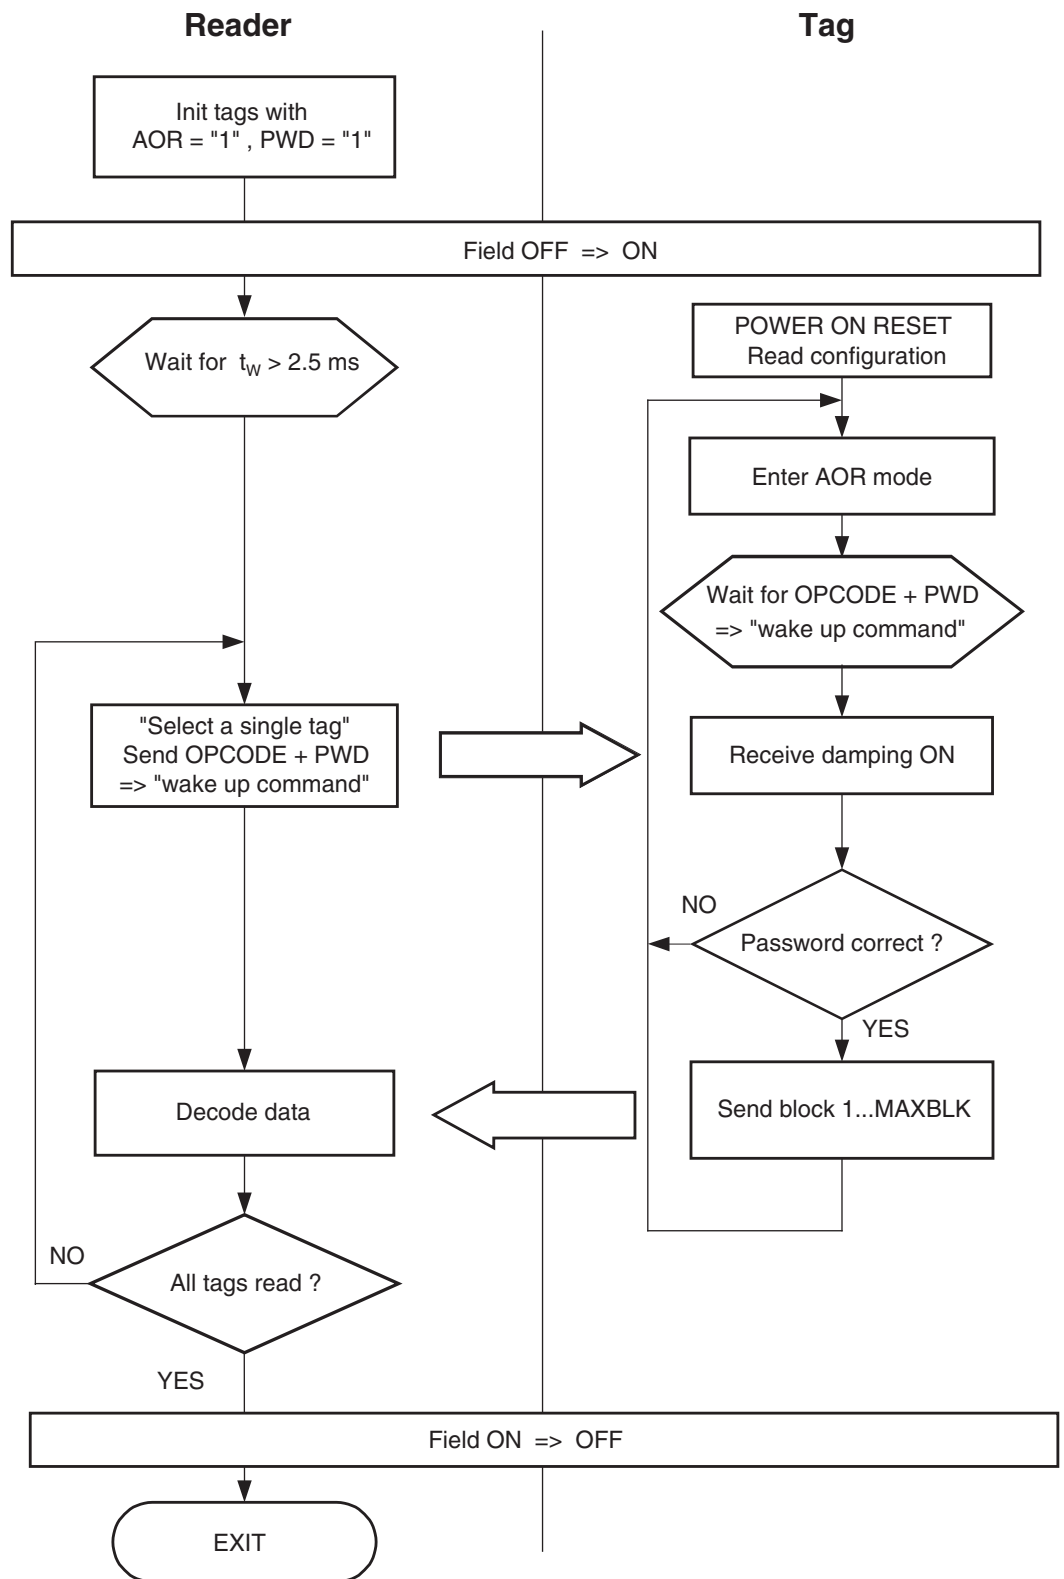 Reader
Tag
Init tags with
AOR = "1" , PWD = "1"
Field OFF => ON
Wait for tW > 2.5 ms
POWER ON RESET
Read configuration
Enter AOR mode
Wait for OPCODE + PWD
=> "wake up command"
"Select a single tag"
Send OPCODE + PWD
=> "wake up command"
Receive damping ON
NO
Password correct ?
YES
Decode data
Send block 1...MAXBLK
NO
All tags read ?
YES
Field ON => OFF
EXIT